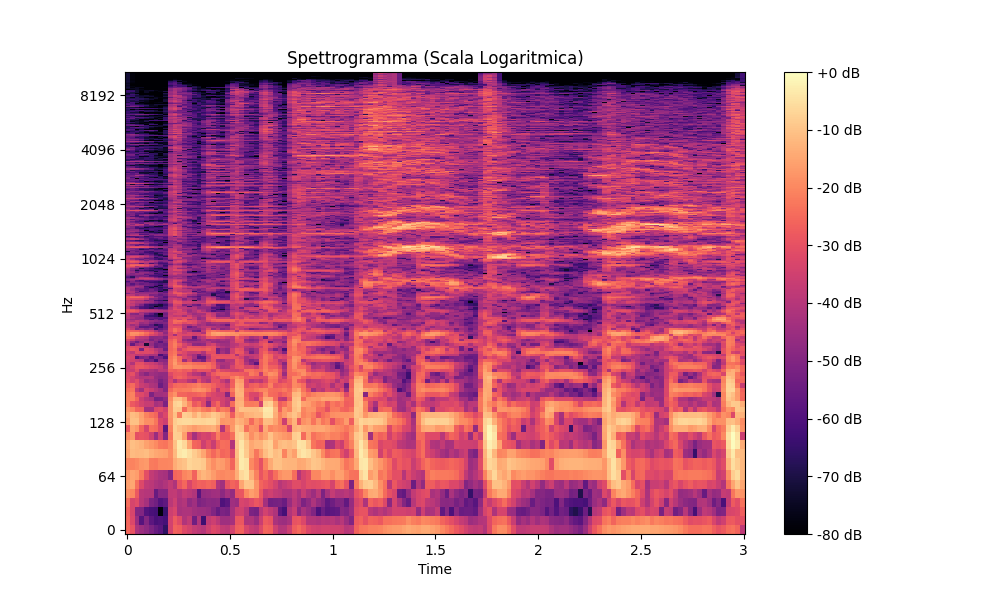 Spettrogramma (Scala Logaritmica)
Hz
8192
4096
2048
1024
512
256
128
64
0
0 0.5 1 1.5 2 2.5 3
Time
+0 dB
-10 dB
-20 dB
-30 dB
-40 dB
-50 dB
-60 dB
-70 dB
-80 dB